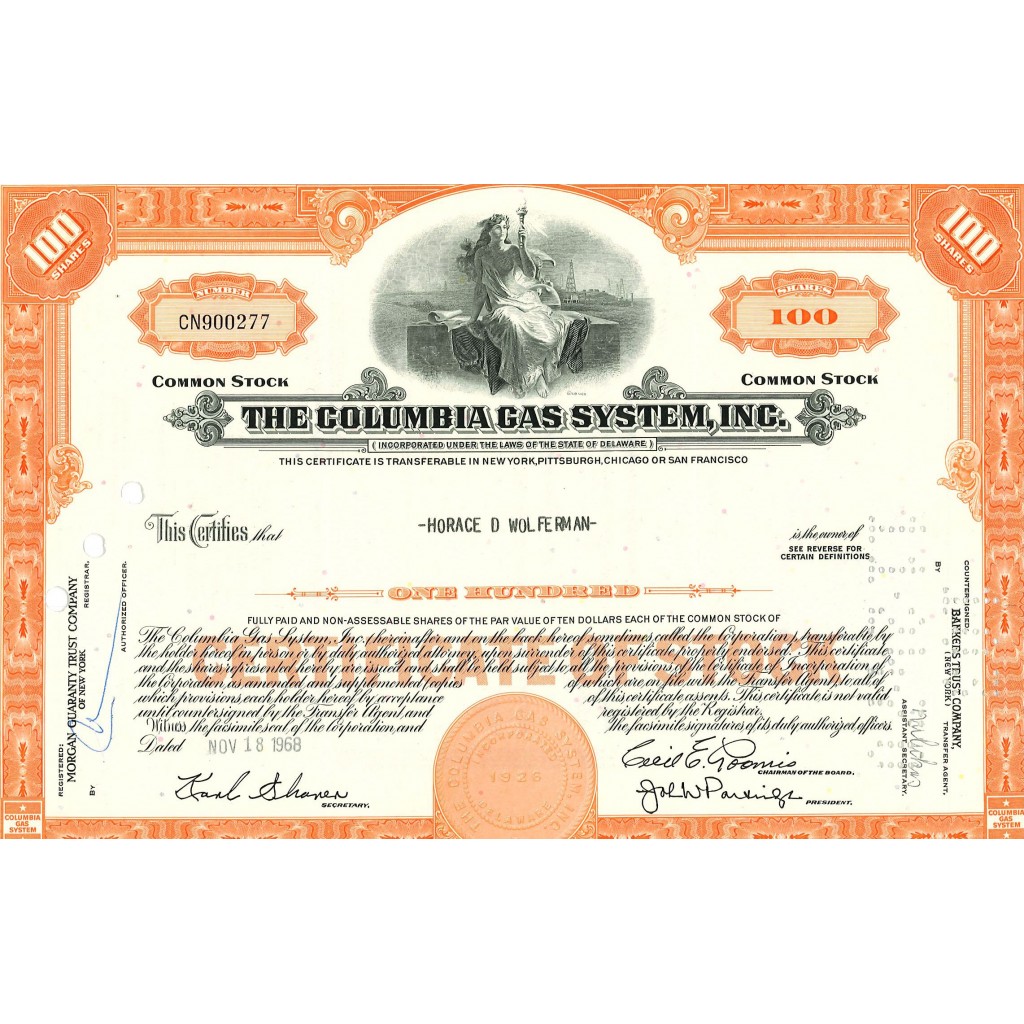 100
SHARES
100
SHARES
NUMBER
CN900277
SHARES
100
COMMON STOCK
COMMON STOCK
THE COLUMBIA GAS SYSTEM, INC.
( INCORPORATED UNDER THE LAWS OF THE STATE OF DELAWARE )
THIS CERTIFICATE IS TRANSFERABLE IN NEW YORK, PITTSBURGH, CHICAGO OR SAN FRANCISCO
This Certifies that
-HORACE D WOLFERMAN-
is the owner of
SEE REVERSE FOR
CERTAIN DEFINITIONS
ONE HUNDRED
FULLY PAID AND NON-ASSESSABLE SHARES OF THE PAR VALUE OF TEN DOLLARS EACH OF THE COMMON STOCK OF
CERTIFICATE OF STOCK
The Columbia Gas System, Inc. (hereinafter and on the back hereof sometimes called the Corporation), transferable by
the holder hereof in person or by duly authorized attorney, upon surrender of this certificate properly endorsed. This certificate
and the shares represented hereby are issued and shall be held subject to all the provisions of the Certificate of Incorporation of
the Corporation, as amended and supplemented (copies of which are on file with the Transfer Agent), to all of
which provisions, each holder hereof by acceptance of this certificate assents. This certificate is not valid
until countersigned by the Transfer Agent, and registered by the Registrar.
Witness the facsimile seal of the Corporation, and The facsimile signatures of its duly authorized officers.
Dated NOV 18 1968
Karl Shaver
SECRETARY.
1926
Cecil E. Loomis
CHAIRMAN OF THE BOARD.
John W Partridge
PRESIDENT.
REGISTERED:
MORGAN GUARANTY TRUST COMPANY
OF NEW YORK
REGISTRAR,
BY
AUTHORIZED OFFICER.
COUNTERSIGNED:
BANKERS TRUST COMPANY,
(NEW YORK) TRANSFER AGENT,
BY
ASSISTANT SECRETARY.
COLUMBIA
GAS
SYSTEM
COLUMBIA
GAS
SYSTEM